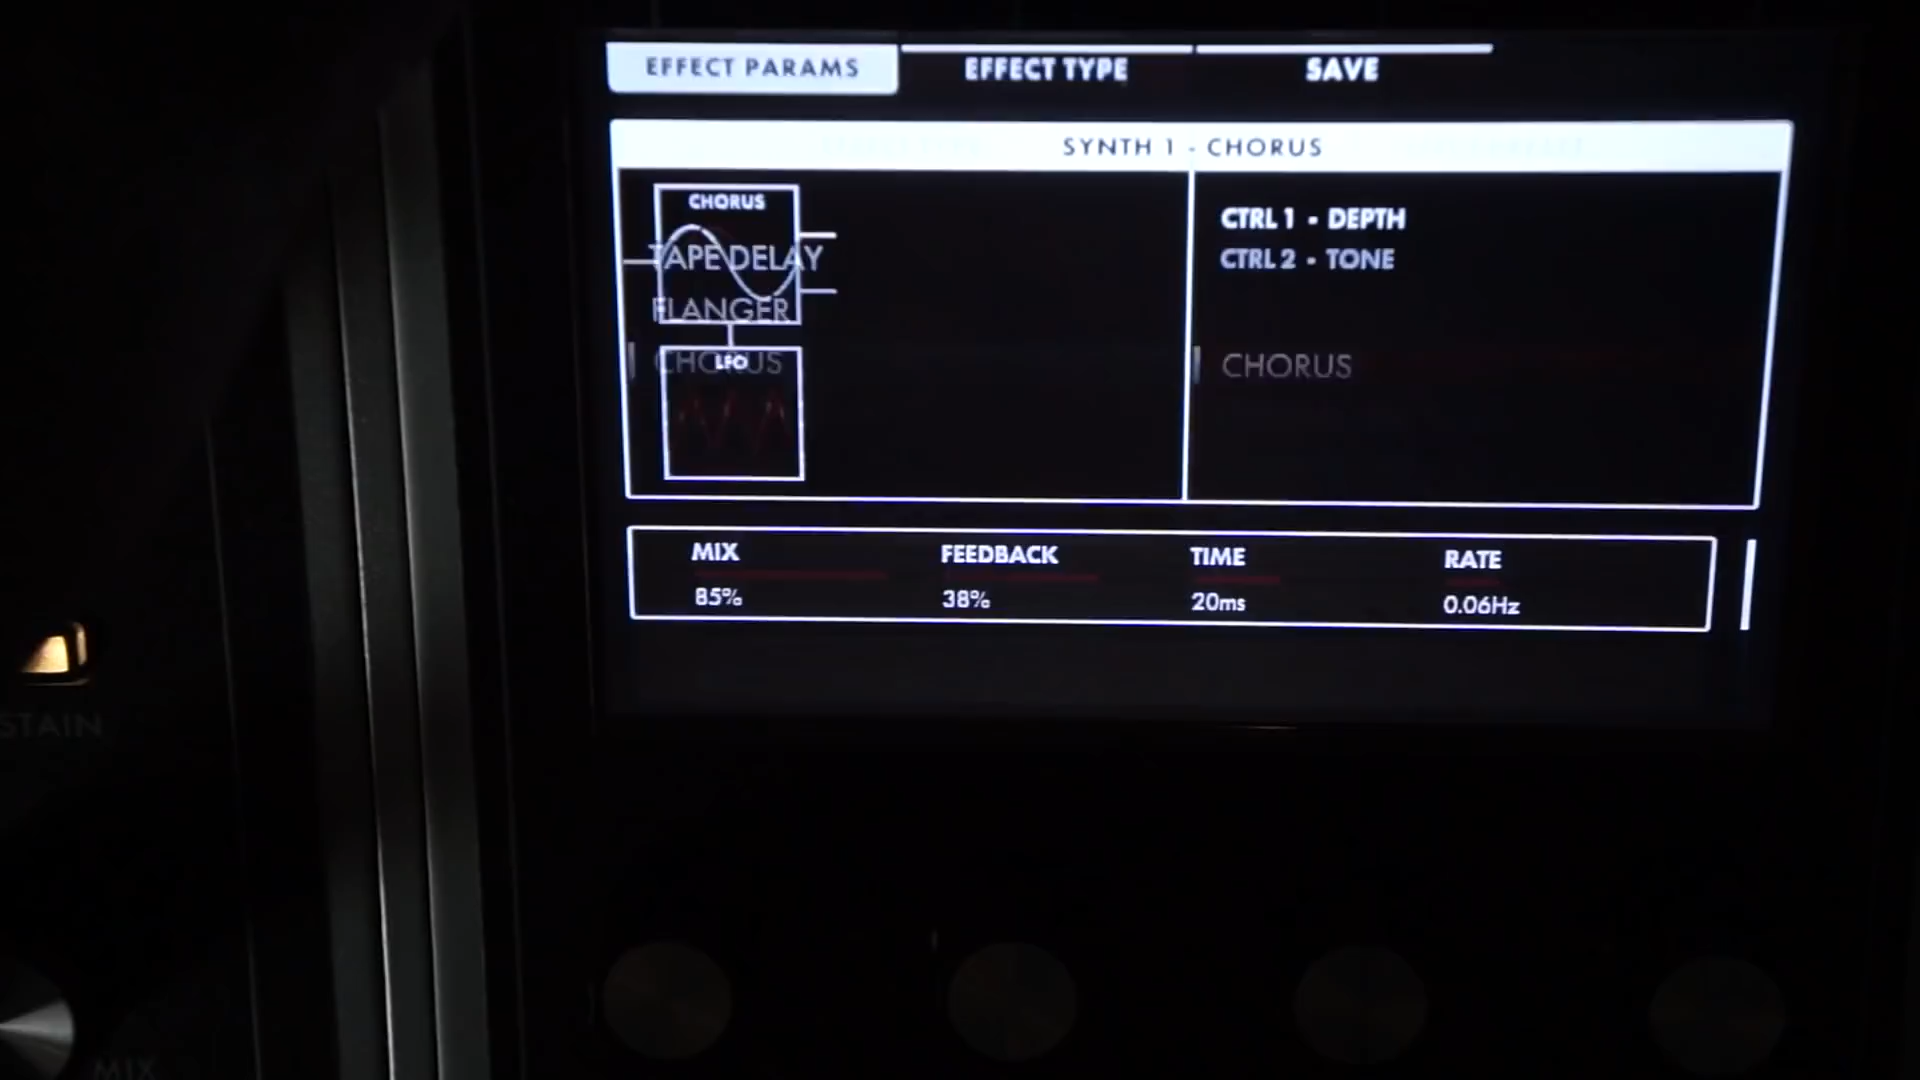 EFFECT PARAMS
EFFECT TYPE
SAVE
SYNTH 1 - CHORUS
CHORUS
TAPE DELAY
FLANGER
CHORUS
LFO
CTRL 1 - DEPTH
CTRL 2 - TONE
CHORUS
MIX
FEEDBACK
TIME
RATE
85%
38%
20ms
0.06Hz
STAIN
MIX